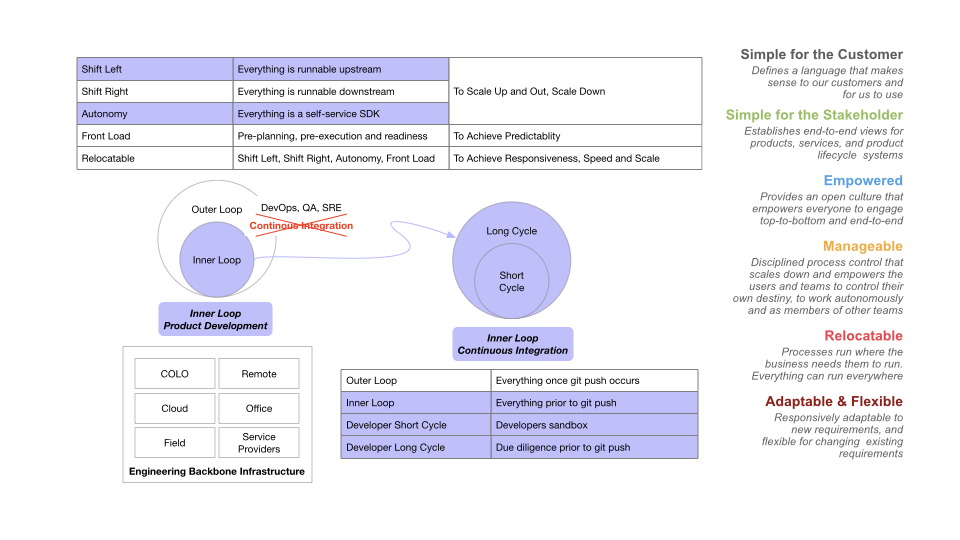 Shift Left
Everything is runnable upstream
To Scale Up and Out, Scale Down
Shift Right
Everything is runnable downstream
Autonomy
Everything is a self-service SDK
Front Load
Pre-planning, pre-execution and readiness
To Achieve Predictablity
Relocatable
Shift Left, Shift Right, Autonomy, Front Load
To Achieve Responsiveness, Speed and Scale
Outer Loop
DevOps, QA, SRE
Continous Integration
Inner Loop
Inner Loop
Product Development
Long Cycle
Short
Cycle
Inner Loop
Continuous Integration
COLO
Remote
Cloud
Office
Field
Service
Providers
Engineering Backbone Infrastructure
Outer Loop
Everything once git push occurs
Inner Loop
Everything prior to git push
Developer Short Cycle
Developers sandbox
Developer Long Cycle
Due diligence prior to git push
Simple for the Customer
Defines a language that makes
sense to our customers and
for us to use
Simple for the Stakeholder
Establishes end-to-end views for
products, services, and product
lifecycle  systems
Empowered
Provides an open culture that
empowers everyone to engage
top-to-bottom and end-to-end
Manageable
Disciplined process control that
scales down and empowers the
users and teams to control their
own destiny, to work autonomously
and as members of other teams
Relocatable
Processes run where the
business needs them to run.
Everything can run everywhere
Adaptable & Flexible
Responsively adaptable to
new requirements, and
flexible for changing  existing
requirements